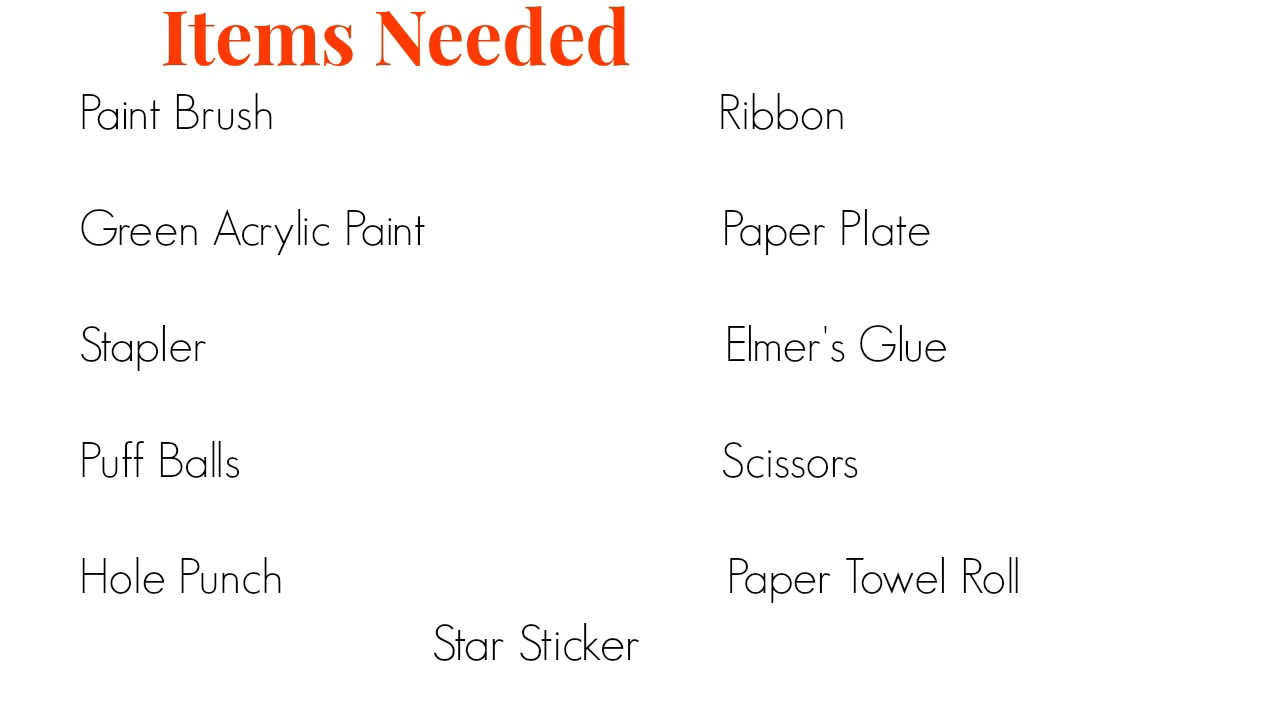 Items Needed
Paint Brush
Ribbon
Green Acrylic Paint
Paper Plate
Stapler
Elmer's Glue
Puff Balls
Scissors
Hole Punch
Paper Towel Roll
Star Sticker